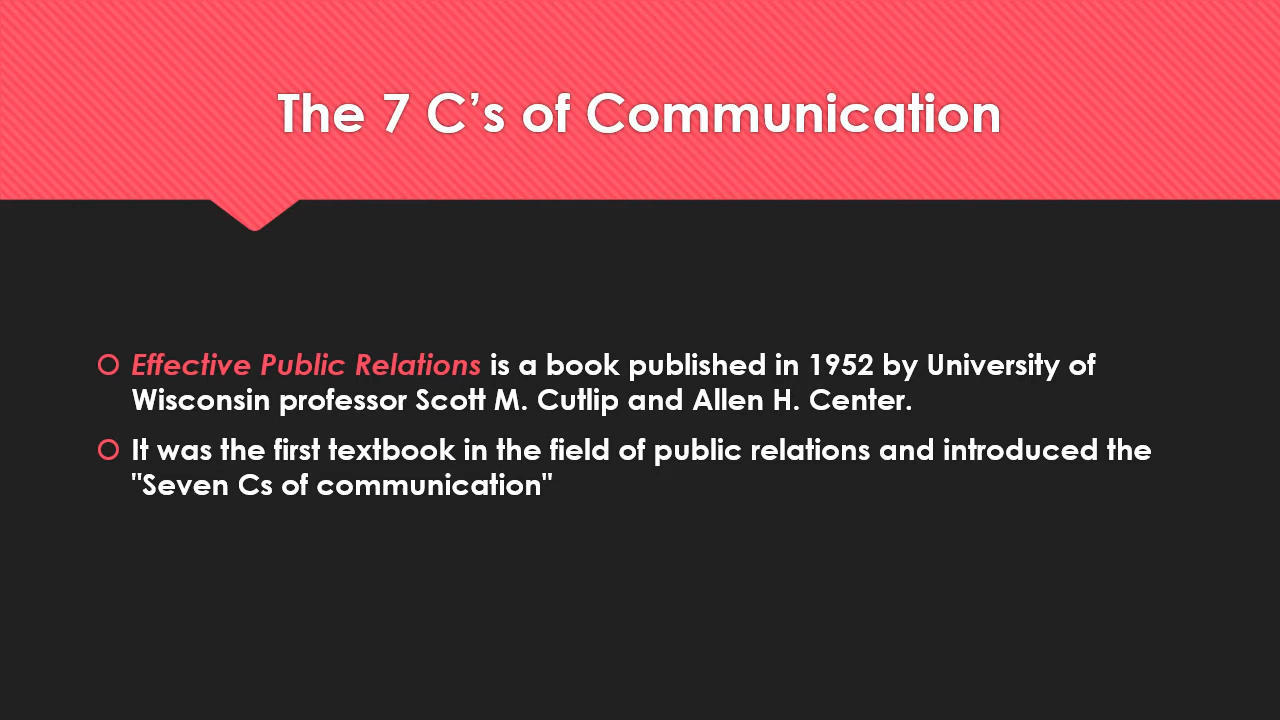 The 7 C’s of Communication
Effective Public Relations is a book published in 1952 by University of
Wisconsin professor Scott M. Cutlip and Allen H. Center.
It was the first textbook in the field of public relations and introduced the
"Seven Cs of communication"